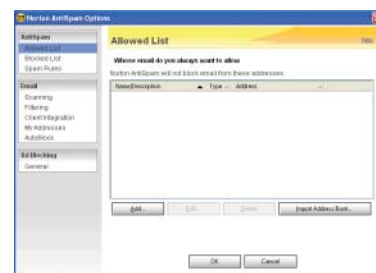 Norton AntiSpam Options
AntiSpam
Allowed List
Blocked List
Spam Rules
Email
Scanning
Filtering
Client Integration
My Addresses
AutoBlock
Ad Blocking
General
Allowed List
Help
Whose email do you always want to allow
Norton AntiSpam will not block email from these addresses.
Name/Description Type Address
Add... Edit... Delete Import Address Book...
OK Cancel